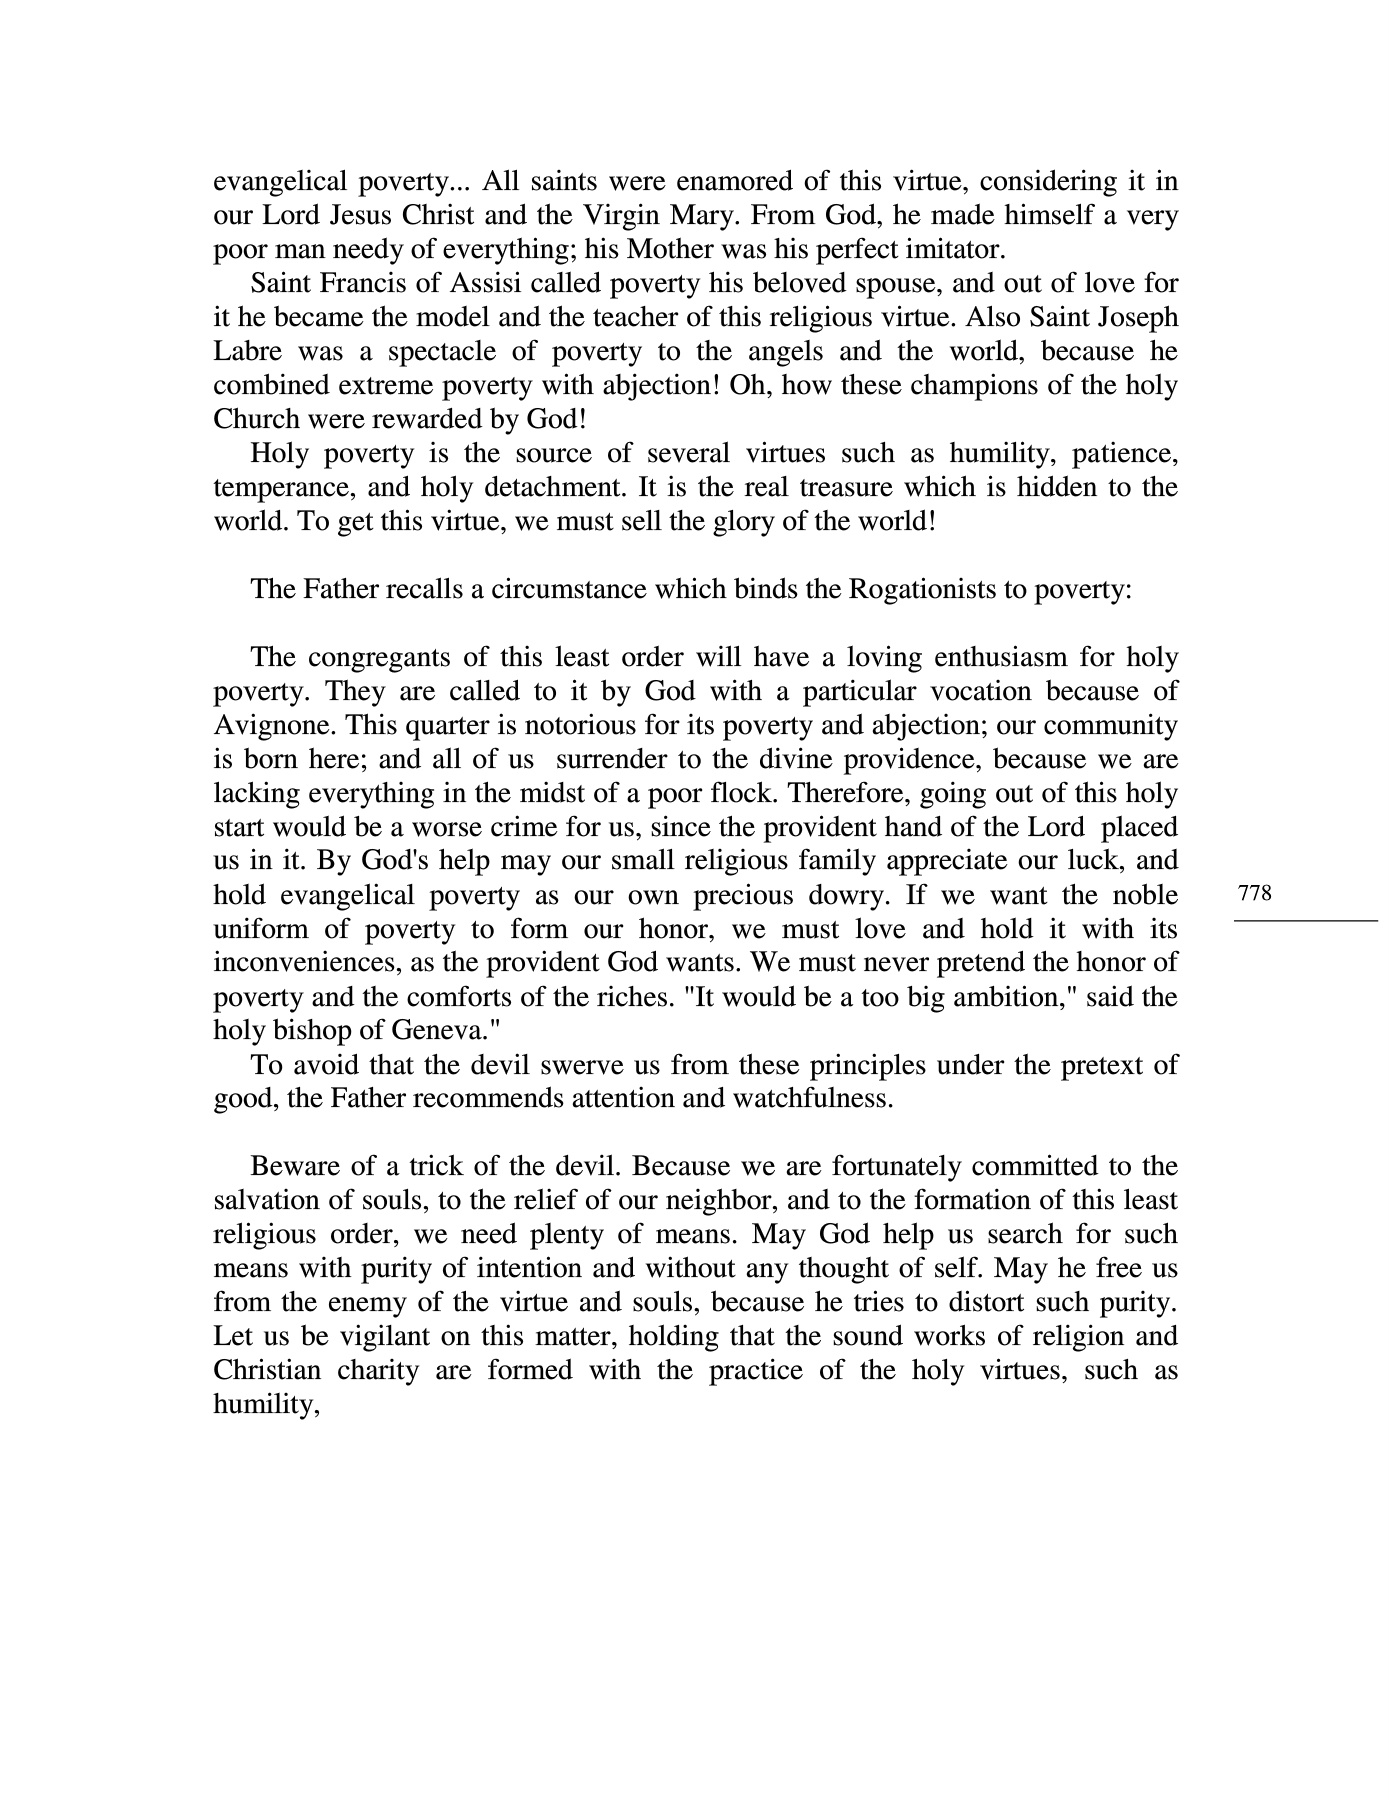 evangelical poverty... All saints were enamored of this virtue, considering it in
our Lord Jesus Christ and the Virgin Mary. From God, he made himself a very
poor man needy of everything; his Mother was his perfect imitator.
Saint Francis of Assisi called poverty his beloved spouse, and out of love for
it he became the model and the teacher of this religious virtue. Also Saint Joseph
Labre was a spectacle of poverty to the angels and the world, because he
combined extreme poverty with abjection! Oh, how these champions of the holy
Church were rewarded by God!
Holy poverty is the source of several virtues such as humility, patience,
temperance, and holy detachment. It is the real treasure which is hidden to the
world. To get this virtue, we must sell the glory of the world!
The Father recalls a circumstance which binds the Rogationists to poverty:
The congregants of this least order will have a loving enthusiasm for holy
poverty. They are called to it by God with a particular vocation because of
Avignone. This quarter is notorious for its poverty and abjection; our community
is born here; and all of us surrender to the divine providence, because we are
lacking everything in the midst of a poor flock. Therefore, going out of this holy
start would be a worse crime for us, since the provident hand of the Lord placed
us in it. By God's help may our small religious family appreciate our luck, and
hold evangelical poverty as our own precious dowry. If we want the noble
uniform of poverty to form our honor, we must love and hold it with its
inconveniences, as the provident God wants. We must never pretend the honor of
poverty and the comforts of the riches. "It would be a too big ambition," said the
holy bishop of Geneva."
To avoid that the devil swerve us from these principles under the pretext of
good, the Father recommends attention and watchfulness.
Beware of a trick of the devil. Because we are fortunately committed to the
salvation of souls, to the relief of our neighbor, and to the formation of this least
religious order, we need plenty of means. May God help us search for such
means with purity of intention and without any thought of self. May he free us
from the enemy of the virtue and souls, because he tries to distort such purity.
Let us be vigilant on this matter, holding that the sound works of religion and
Christian charity are formed with the practice of the holy virtues, such as
humility,
778